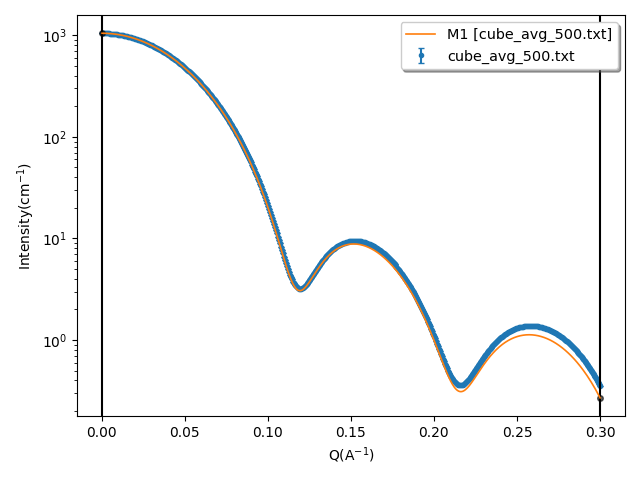 M1 [cube_avg_500.txt]
cube_avg_500.txt
Intensity(cm⁻¹)
10³
10²
10¹
10⁰
0.00 0.05 0.10 0.15 0.20 0.25 0.30
Q(A⁻¹)